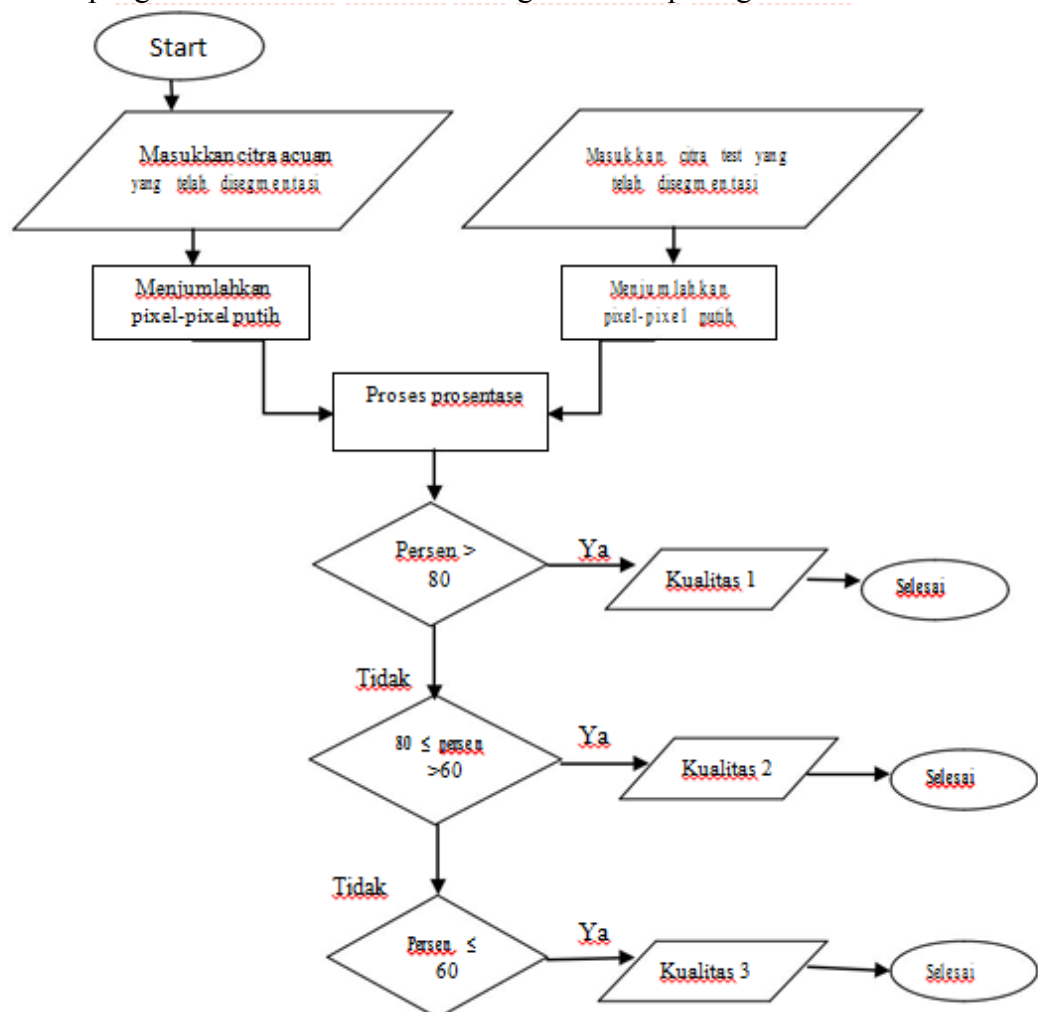 Start
Masukkan citra acuan
yang telah disegmentasi
Masukkan citra test yang
telah disegmentasi
Menjumlahkan
pixel-pixel putih
Menjumlahkan
pixel-pixel putih
Proses prosentase
Persen >
80
Ya
Kualitas 1
Selesai
Tidak
80 ≤ persen
>60
Ya
Kualitas 2
Selesai
Tidak
Persen ≤
60
Ya
Kualitas 3
Selesai